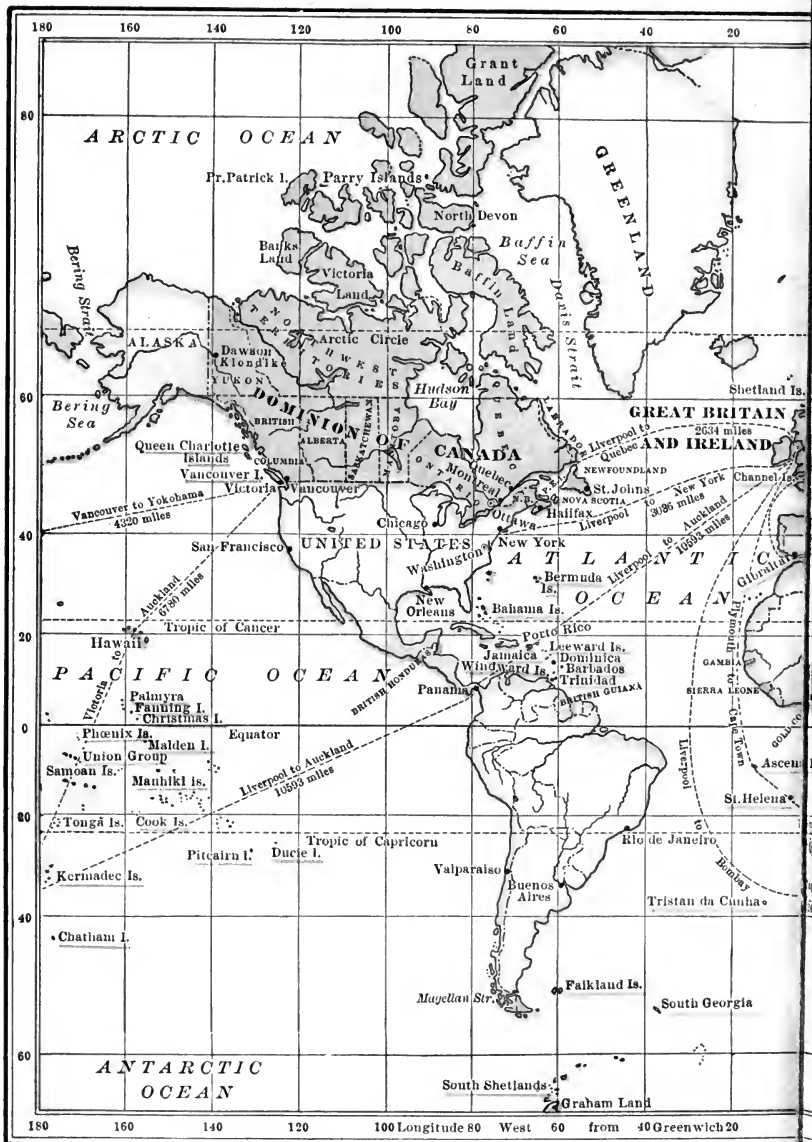 180 160 140 120 100 80 60 40 20
Grant
Land
80
ARCTIC OCEAN
GREENLAND
Pr. Patrick I.
Parry Islands
North Devon
Banks
Land
Baffin
Sea
Victoria
Land
Baffin Land
Davis Strait
Bering Strait
NORTHWEST
TERRITORIES
Arctic Circle
ALASKA
Dawson
Klondike
YUKON
Hudson
Bay
60
Shetland Is.
Bering
Sea
DOMINION OF CANADA
QUEBEC
LABRADOR
GREAT BRITAIN
AND IRELAND
Liverpool to Quebec
2634 miles
BRITISH
COLUMBIA
ALBERTA
SASKATCHEWAN
MANITOBA
ONTARIO
Queen Charlotte
Islands
Quebec
Montreal
NEWFOUNDLAND
Vancouver I.
Channel Is.
Victoria
Vancouver
N.B.
NOVA SCOTIA
St. Johns
Halifax
Ottawa
Liverpool to New York
3036 miles
Vancouver to Yokohama
4320 miles
40
Chicago
New York
San Francisco
UNITED STATES
Washington
ATLANTIC
OCEAN
Liverpool to Auckland
10593 miles
Gibraltar
Victoria to Auckland
6780 miles
New
Orleans
Bermuda
Is.
Bahama Is.
Plymouth to Cape Town
Tropic of Cancer
20
Hawaii
Porto Rico
Jamaica
Leeward Is.
Windward Is.
Dominica
Barbados
Trinidad
GAMBIA
SIERRA LEONE
PACIFIC OCEAN
BRITISH HONDURAS
Panama
BRITISH GUIANA
Palmyra
Fanning I.
Christmas I.
GOLD CO
0
Equator
Phœnix Is.
Malden I.
Union Group
Liverpool to Auckland
10593 miles
Liverpool to Bombay
Ascen
Samoan Is.
Manhiki is.
St. Helena
20
Tonga Is.
Cook Is.
Tropic of Capricorn
Rio de Janeiro
Pitcairn I.
Ducie I.
Kermadec Is.
Valparaiso
Buenos
Aires
Tristan da Cunha
40
Chatham I.
Magellan Str.
Falkland Is.
South Georgia
60
ANTARCTIC
OCEAN
South Shetlands
Graham Land
180 160 140 120 100 Longitude 80 West 60 from 40 Greenwich 20